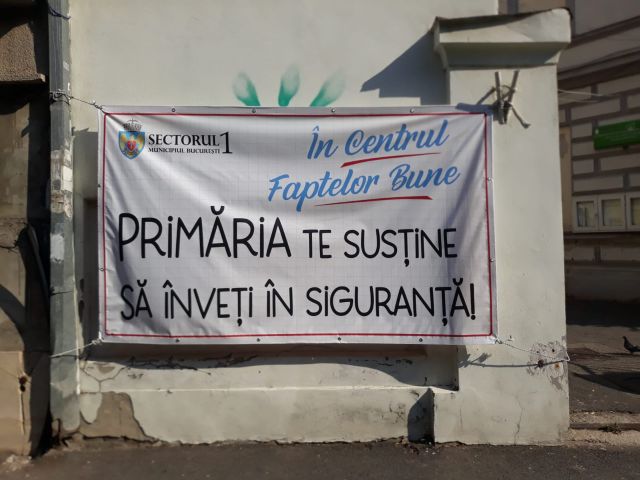 SECTORUL 1
MUNICIPIUL BUCUREȘTI
În Centrul
Faptelor Bune
PRiMĂRiA TE SUSȚiNE
SĂ ÎNVEȚi ÎN SiGURANȚĂ!